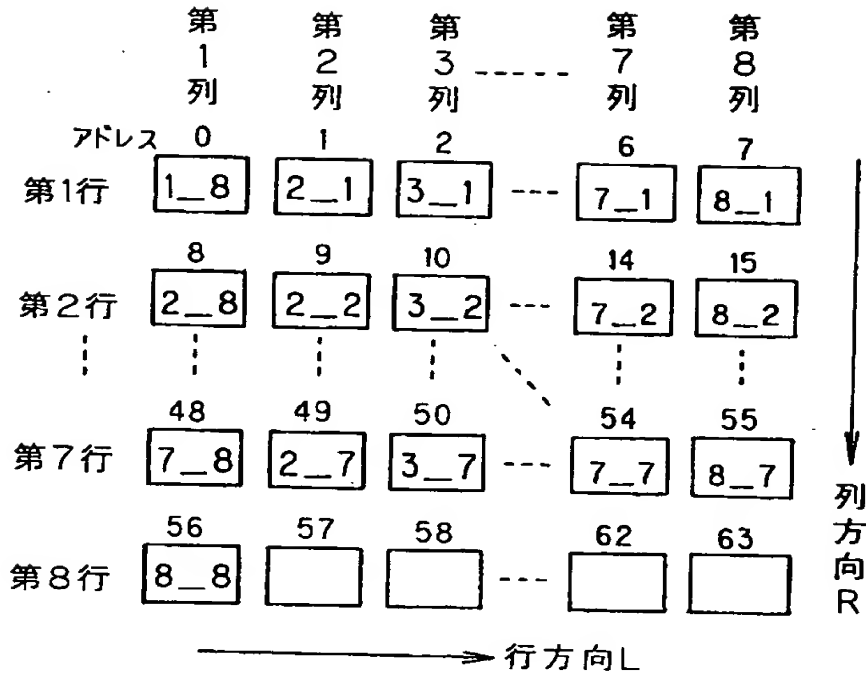 第1列 第2列 第3列 第7列 第8列
アドレス 0 1 2 6 7
第1行 1_8 2_1 3_1 7_1 8_1
8 9 10 14 15
第2行 2_8 2_2 3_2 7_2 8_2
48 49 50 54 55
第7行 7_8 2_7 3_7 7_7 8_7
56 57 58 62 63
第8行 8_8
列方向R
行方向L